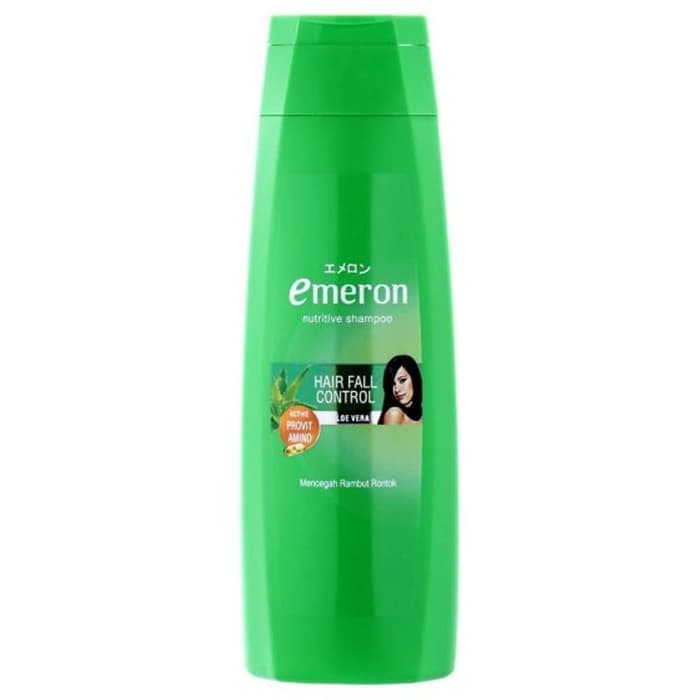 エメロン
emeron
nutritive shampoo
HAIR FALL
CONTROL
LOE VERA
ACTIVE
PROVIT
AMINO
Mencegah Rambut Rontok